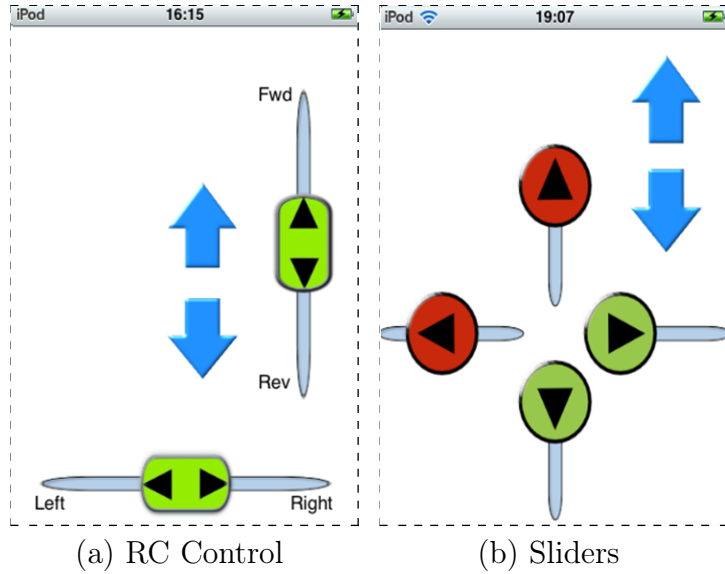 iPod 16:15
Fwd
Rev
Left Right
(a) RC Control
iPod 19:07
(b) Sliders